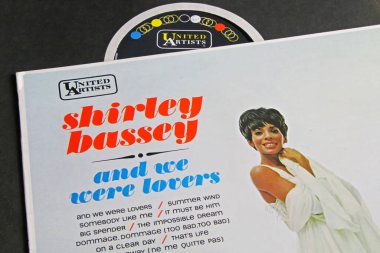 UNITED
ARTISTS
UNITED
ARTISTS
shirley
bassey
and we
were lovers
AND WE WERE LOVERS / SUMMER WIND
SOMEBODY LIKE ME / IT MUST BE HIM
BIG SPENDER / THE IMPOSSIBLE DREAM
DOMMAGE, DOMMAGE (TOO BAD, TOO BAD)
ON A CLEAR DAY / THAT'S LIFE
(NE ME QUITTE PAS)